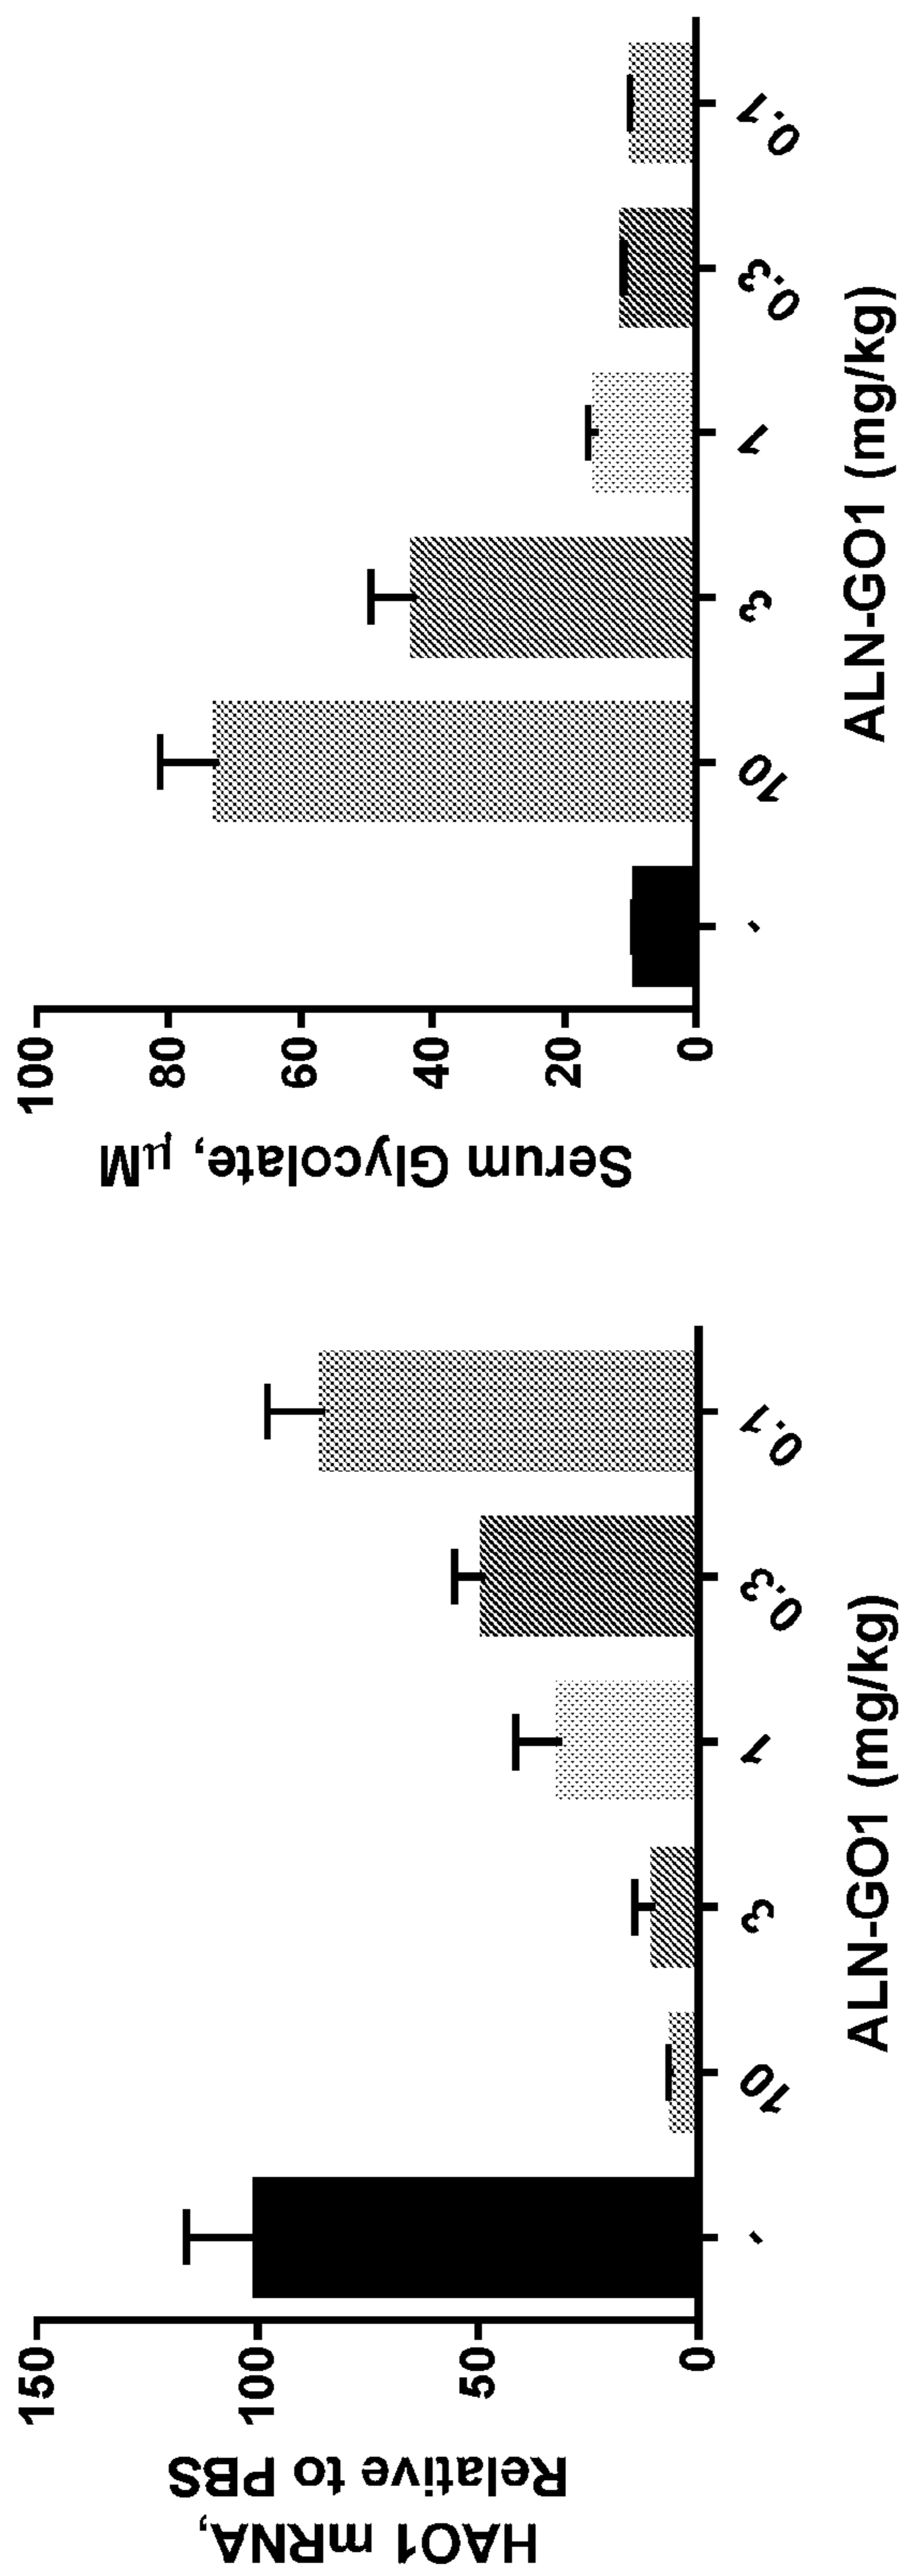 HAO1 mRNA,
Relative to PBS
150
100
50
0
- 10 3 1 0.3 0.1
ALN-GO1 (mg/kg)
Serum Glycolate, µM
100
80
60
40
20
0
- 10 3 1 0.3 0.1
ALN-GO1 (mg/kg)